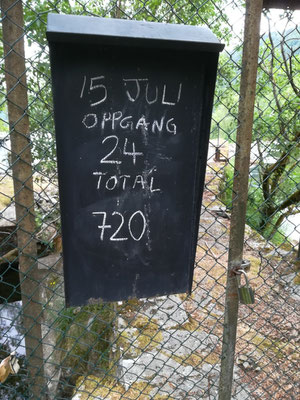 15 JULI
OPPGANG
24
TOTAL
720